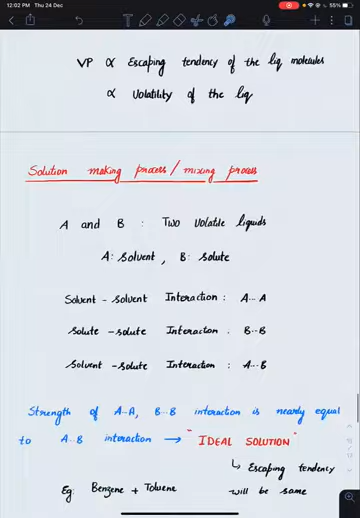 12:02 PM Thu 24 Dec
55%
VP ∝ Escaping tendency of the liq molecules
∝ Volatility of the liq
Solution making process / mixing process
A and B : Two volatile liquids
A: Solvent , B: Solute
Solvent - solvent Interaction : A...A
Solute - solute Interaction : B..B
Solvent - solute Interaction : A...B
Strength of A..A, B...B interaction is nearly equal
to A..B interaction → "IDEAL SOLUTION"
↳ Escaping tendency
Eg: Benzene + Toluene - will be same